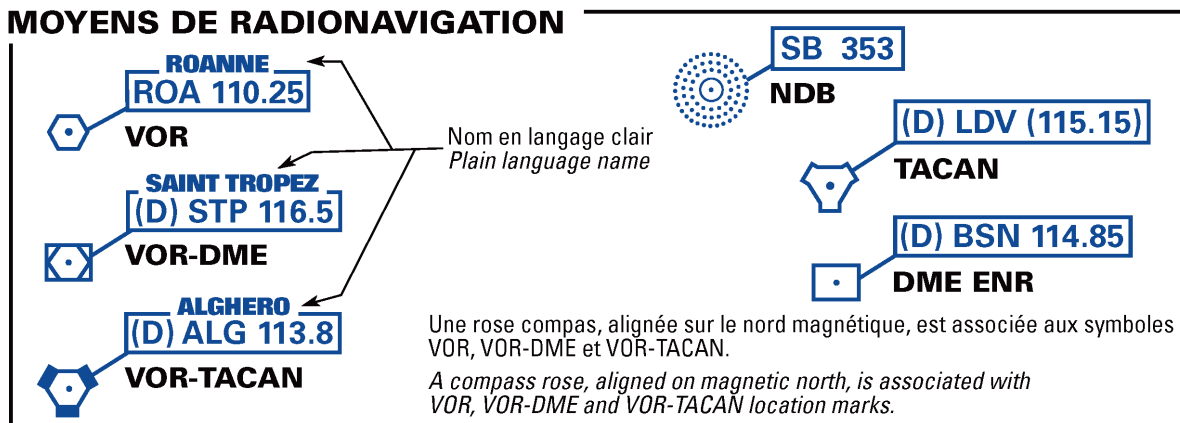 MOYENS DE RADIONAVIGATION
ROANNE
ROA 110.25
VOR
SAINT TROPEZ
(D) STP 116.5
VOR-DME
ALGHERO
(D) ALG 113.8
VOR-TACAN
Nom en langage clair
Plain language name
SB 353
NDB
(D) LDV (115.15)
TACAN
(D) BSN 114.85
DME ENR
Une rose compas, alignée sur le nord magnétique, est associée aux symboles
VOR, VOR-DME et VOR-TACAN.
A compass rose, aligned on magnetic north, is associated with
VOR, VOR-DME and VOR-TACAN location marks.